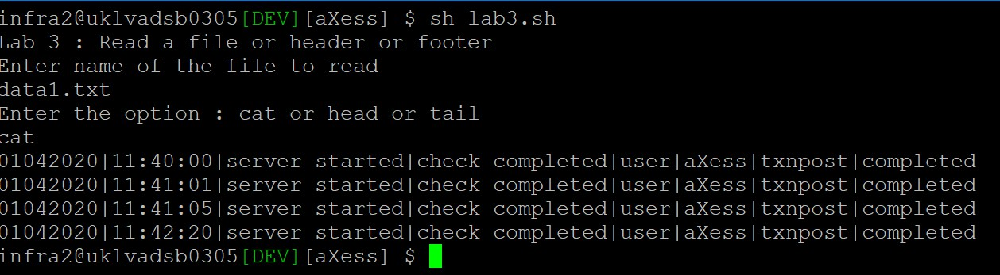 infra2@uklvadsb0305[DEV][aXess] $ sh lab3.sh
Lab 3 : Read a file or header or footer
Enter name of the file to read
data1.txt
Enter the option : cat or head or tail
cat
01042020|11:40:00|server started|check completed|user|aXess|txnpost|completed
01042020|11:41:01|server started|check completed|user|aXess|txnpost|completed
01042020|11:41:05|server started|check completed|user|aXess|txnpost|completed
01042020|11:42:20|server started|check completed|user|aXess|txnpost|completed
infra2@uklvadsb0305[DEV][aXess] $